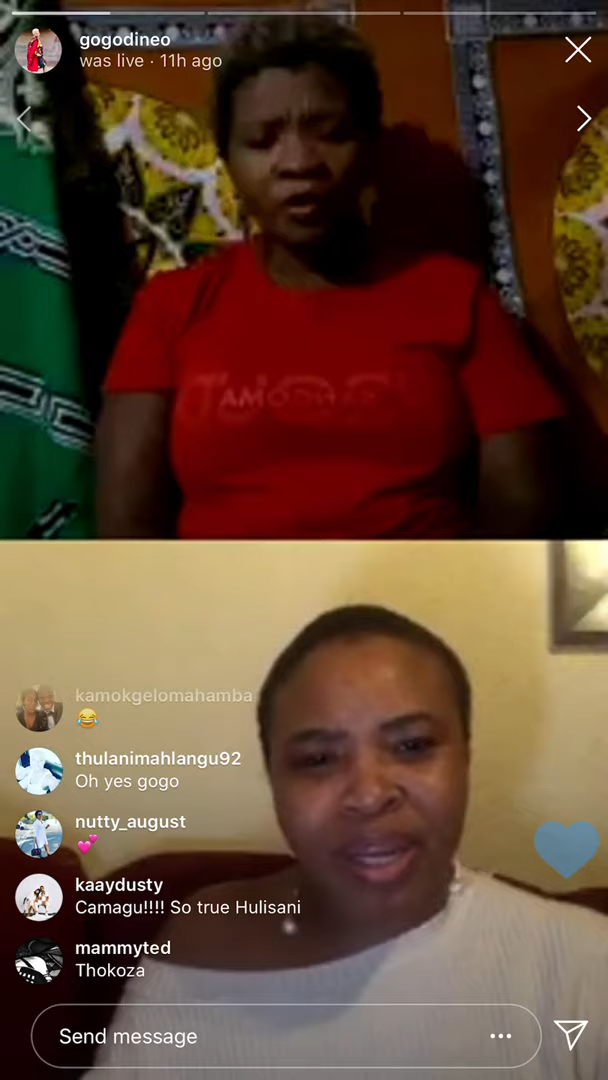 gogodineo
was live · 11h ago
kamokgelomahamba
😂
thulanimahlangu92
Oh yes gogo
nutty_august
💕
kaaydusty
Camagu!!!! So true Hulisani
mammyted
Thokoza
Send message